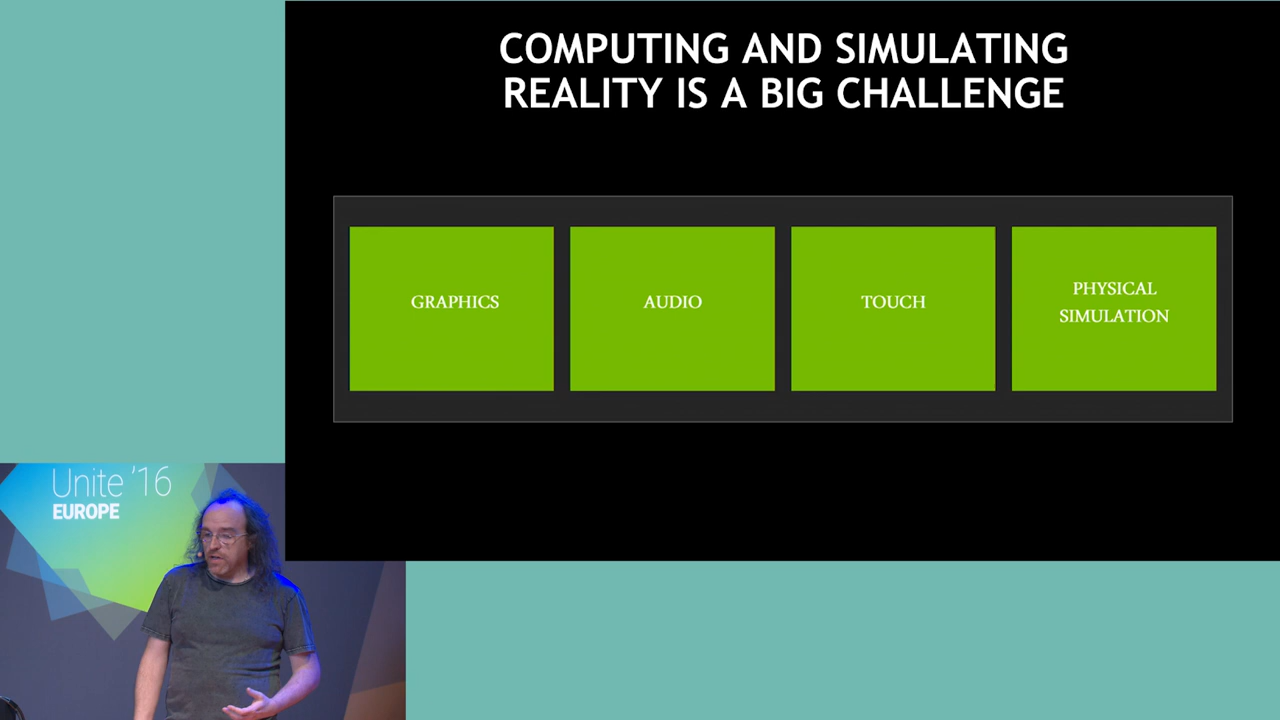 COMPUTING AND SIMULATING
REALITY IS A BIG CHALLENGE
GRAPHICS
AUDIO
TOUCH
PHYSICAL
SIMULATION
Unite '16
EUROPE